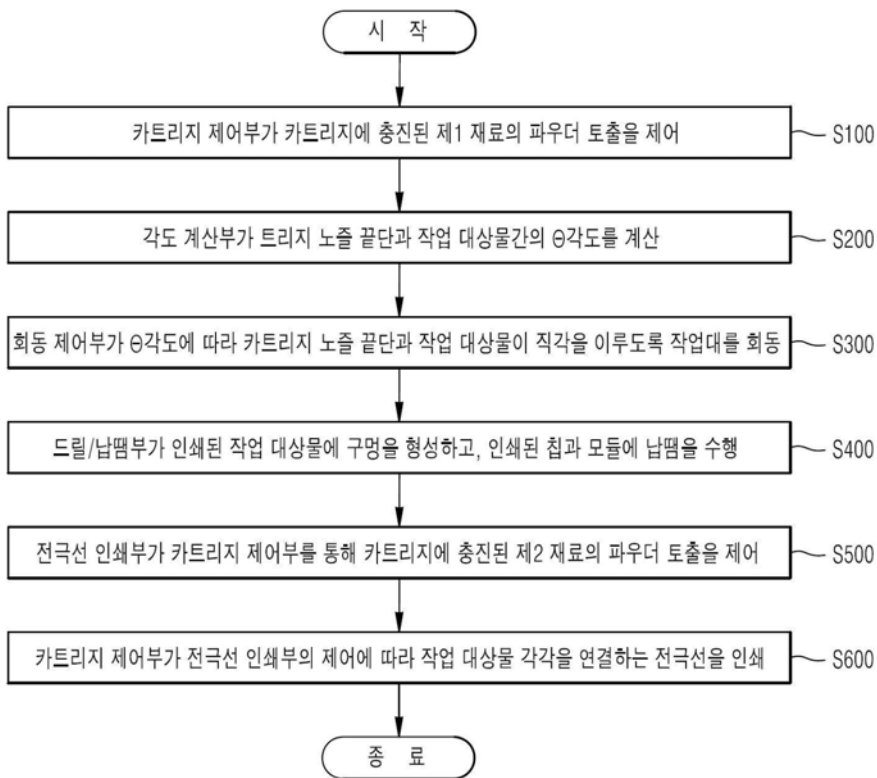 시 작
카트리지 제어부가 카트리지에 충진된 제1 재료의 파우더 토출을 제어
S100
각도 계산부가 트리지 노즐 끝단과 작업 대상물간의 Θ각도를 계산
S200
회동 제어부가 Θ각도에 따라 카트리지 노즐 끝단과 작업 대상물이 직각을 이루도록 작업대를 회동
S300
드릴/납땜부가 인쇄된 작업 대상물에 구멍을 형성하고, 인쇄된 칩과 모듈에 납땜을 수행
S400
전극선 인쇄부가 카트리지 제어부를 통해 카트리지에 충진된 제2 재료의 파우더 토출을 제어
S500
카트리지 제어부가 전극선 인쇄부의 제어에 따라 작업 대상물 각각을 연결하는 전극선을 인쇄
S600
종 료